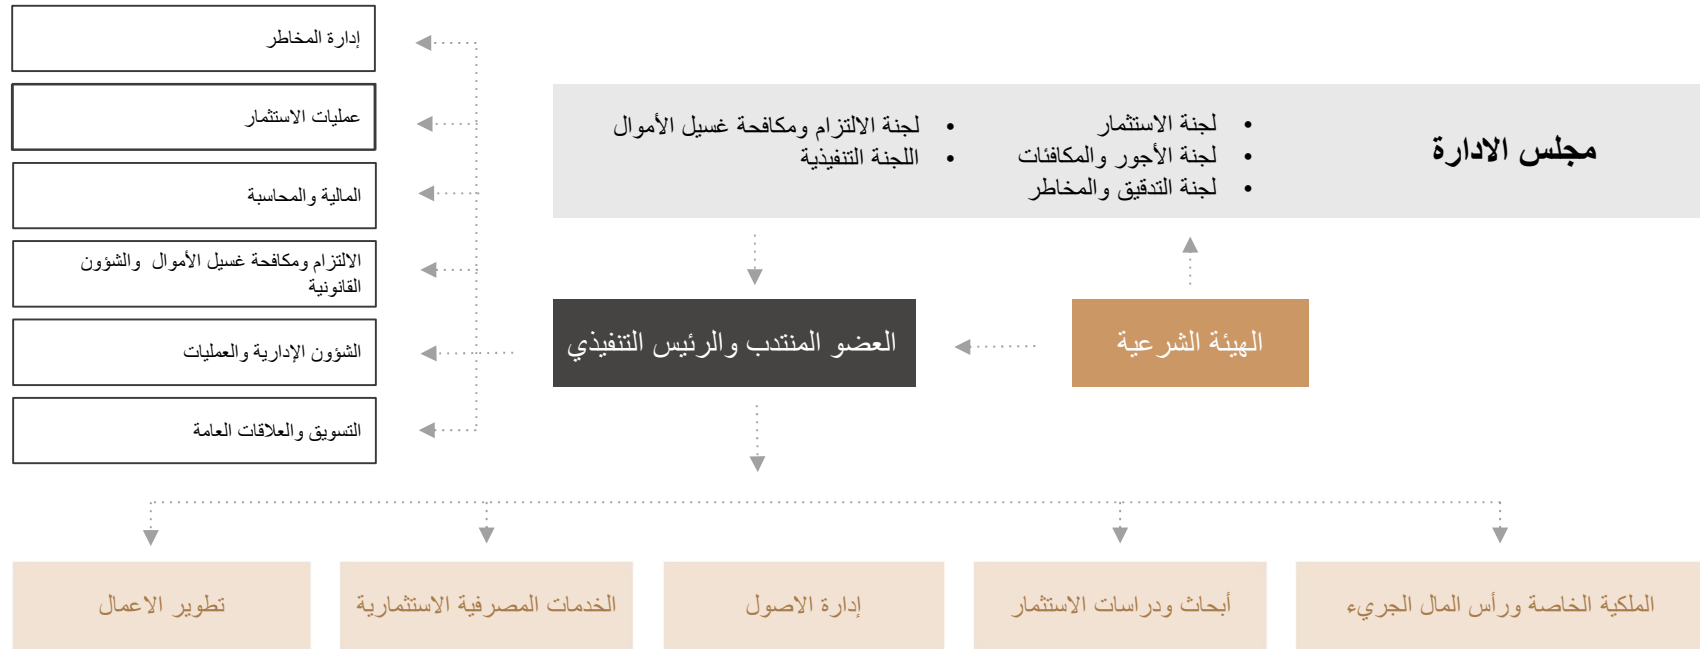 مجلس الادارة
لجنة الاستثمار
لجنة الأجور والمكافئات
لجنة التدقيق والمخاطر
لجنة الالتزام ومكافحة غسيل الأموال
اللجنة التنفيذية
الهيئة الشرعية
العضو المنتدب والرئيس التنفيذي
إدارة المخاطر
عمليات الاستثمار
المالية والمحاسبة
الالتزام ومكافحة غسيل الأموال والشؤون
القانونية
الشؤون الإدارية والعمليات
التسويق والعلاقات العامة
الملكية الخاصة ورأس المال الجريء
أبحاث ودراسات الاستثمار
إدارة الاصول
الخدمات المصرفية الاستثمارية
تطوير الاعمال